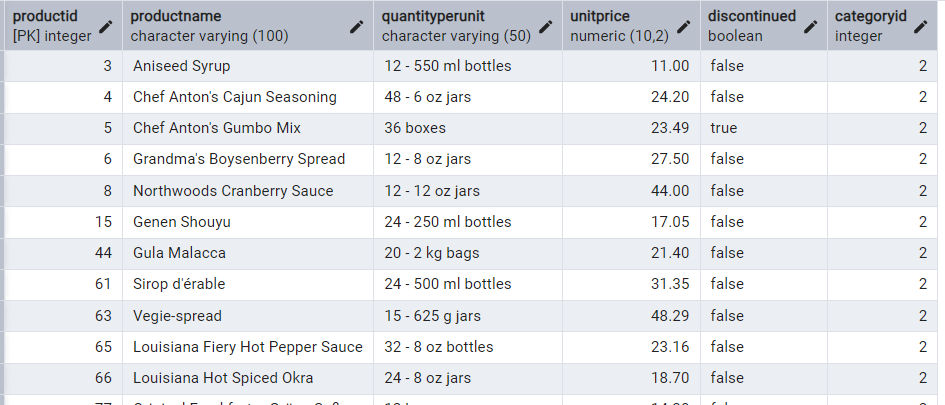 productid productname quantityperunit unitprice discontinued categoryid
[PK] integer character varying (100) character varying (50) numeric (10,2) boolean integer
3 Aniseed Syrup 12 - 550 ml bottles 11.00 false 2
4 Chef Anton's Cajun Seasoning 48 - 6 oz jars 24.20 false 2
5 Chef Anton's Gumbo Mix 36 boxes 23.49 true 2
6 Grandma's Boysenberry Spread 12 - 8 oz jars 27.50 false 2
8 Northwoods Cranberry Sauce 12 - 12 oz jars 44.00 false 2
15 Genen Shouyu 24 - 250 ml bottles 17.05 false 2
44 Gula Malacca 20 - 2 kg bags 21.40 false 2
61 Sirop d'érable 24 - 500 ml bottles 31.35 false 2
63 Vegie-spread 15 - 625 g jars 48.29 false 2
65 Louisiana Fiery Hot Pepper Sauce 32 - 8 oz bottles 23.16 false 2
66 Louisiana Hot Spiced Okra 24 - 8 oz jars 18.70 false 2